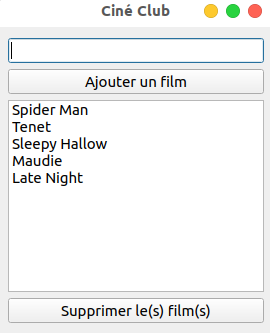 Ciné Club
Ajouter un film
Spider Man
Tenet
Sleepy Hallow
Maudie
Late Night
Supprimer le(s) film(s)